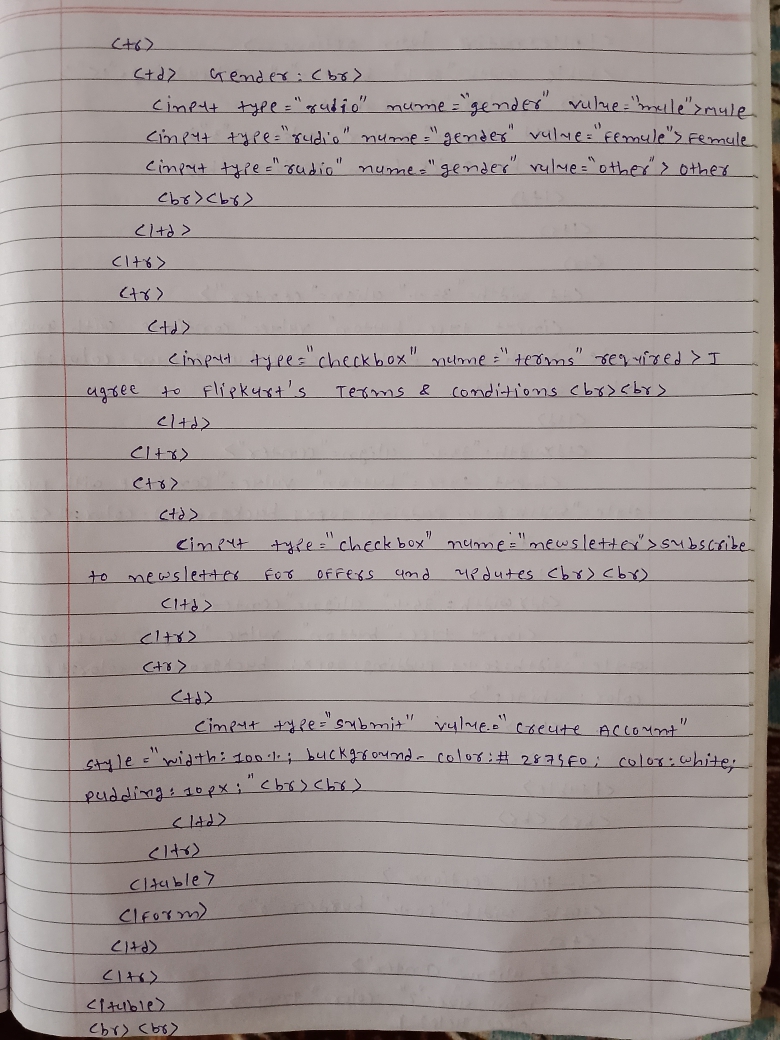 <tr>
<td> Gender: <br>
<input type="radio" name="gender" value="male">male
<input type="radio" name="gender" value="female">Female
<input type="radio" name="gender" value="other"> other
<br><br>
</td>
</tr>
<tr>
<td>
<input type="checkbox" name="terms" required> I
agree to Flipkart's Terms & conditions <br><br>
</td>
</tr>
<tr>
<td>
<input type="checkbox" name="newsletter">subscribe
to newsletter For offers and updates <br><br>
</td>
</tr>
<tr>
<td>
<input type="submit" value="Create Account"
style="width: 100%; background-color:# 2875F0; color:white;
padding: 10px;" <br><br>
</td>
</tr>
</table>
</form>
</td>
</tr>
</table>
<br><br>